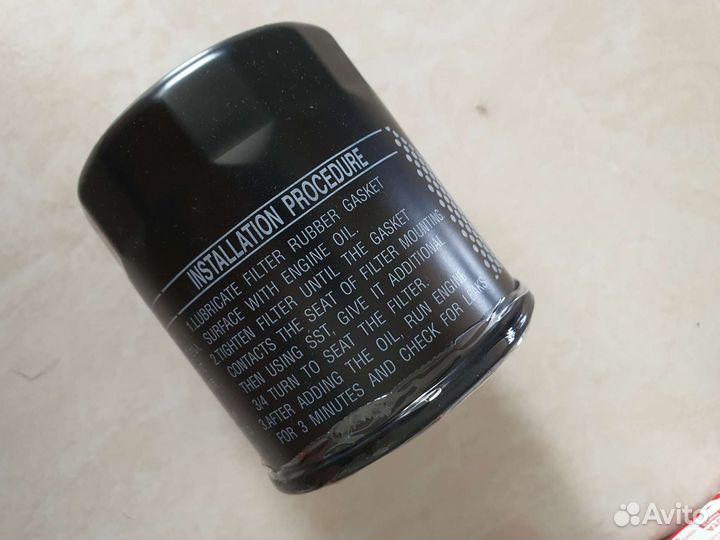 INSTALLATION PROCEDURE
1.LUBRICATE FILTER RUBBER GASKET
SURFACE WITH ENGINE OIL.
2.TIGHTEN FILTER UNTIL THE GASKET
CONTACTS THE SEAT OF FILTER MOUNTING
THEN USING SST, GIVE IT ADDITIONAL
3/4 TURN TO SEAT THE FILTER.
3.AFTER ADDING THE OIL, RUN ENGINE
FOR 3 MINUTES AND CHECK FOR LEAKS
Avito